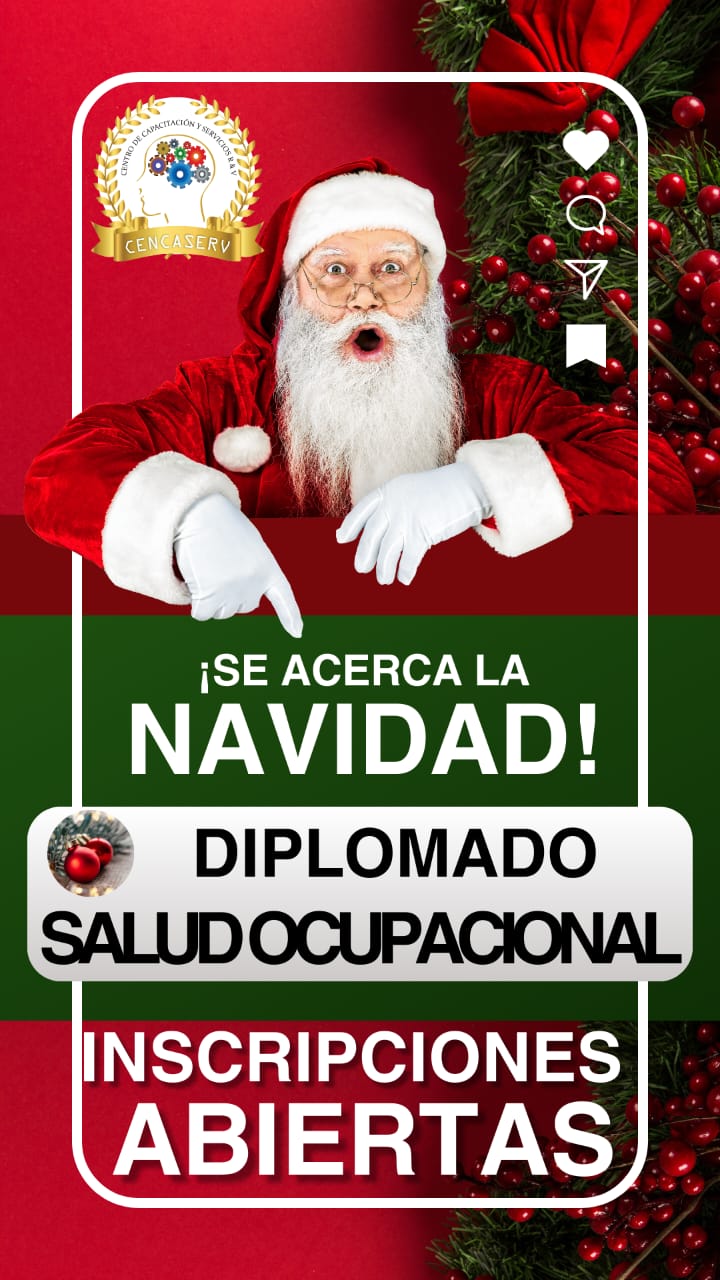 CENTRO DE CAPACITACIÓN Y SERVICIOS R & V
CENCASERV
¡SE ACERCA LA
NAVIDAD!
DIPLOMADO
SALUD OCUPACIONAL
INSCRIPCIONES
ABIERTAS